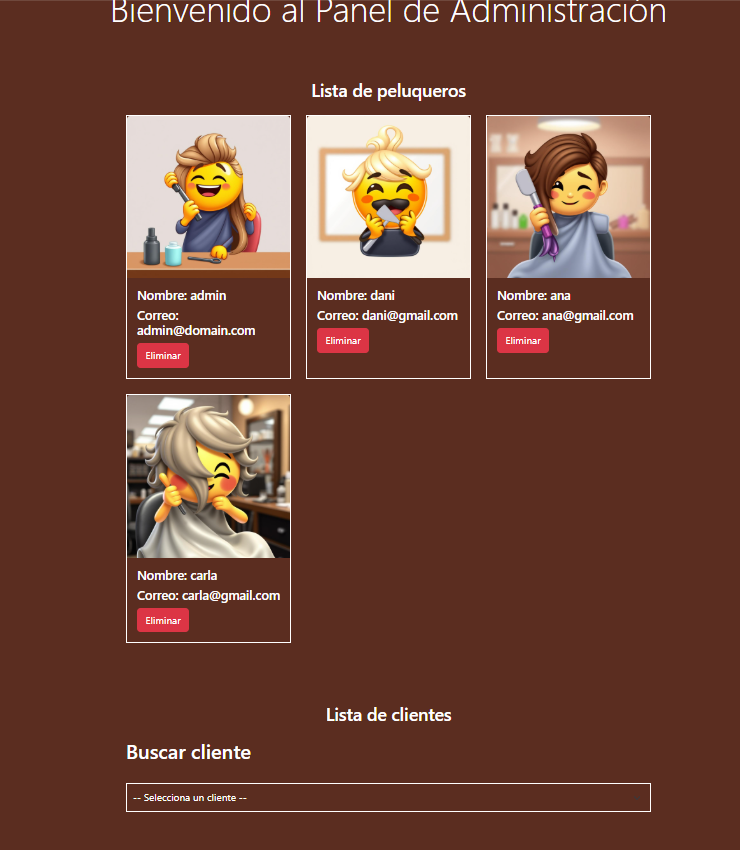 Bienvenido al Panel de Administración
Lista de peluqueros
Nombre: admin
Correo:
admin@domain.com
Eliminar
Nombre: dani
Correo: dani@gmail.com
Eliminar
Nombre: ana
Correo: ana@gmail.com
Eliminar
Nombre: carla
Correo: carla@gmail.com
Eliminar
Lista de clientes
Buscar cliente
-- Selecciona un cliente --